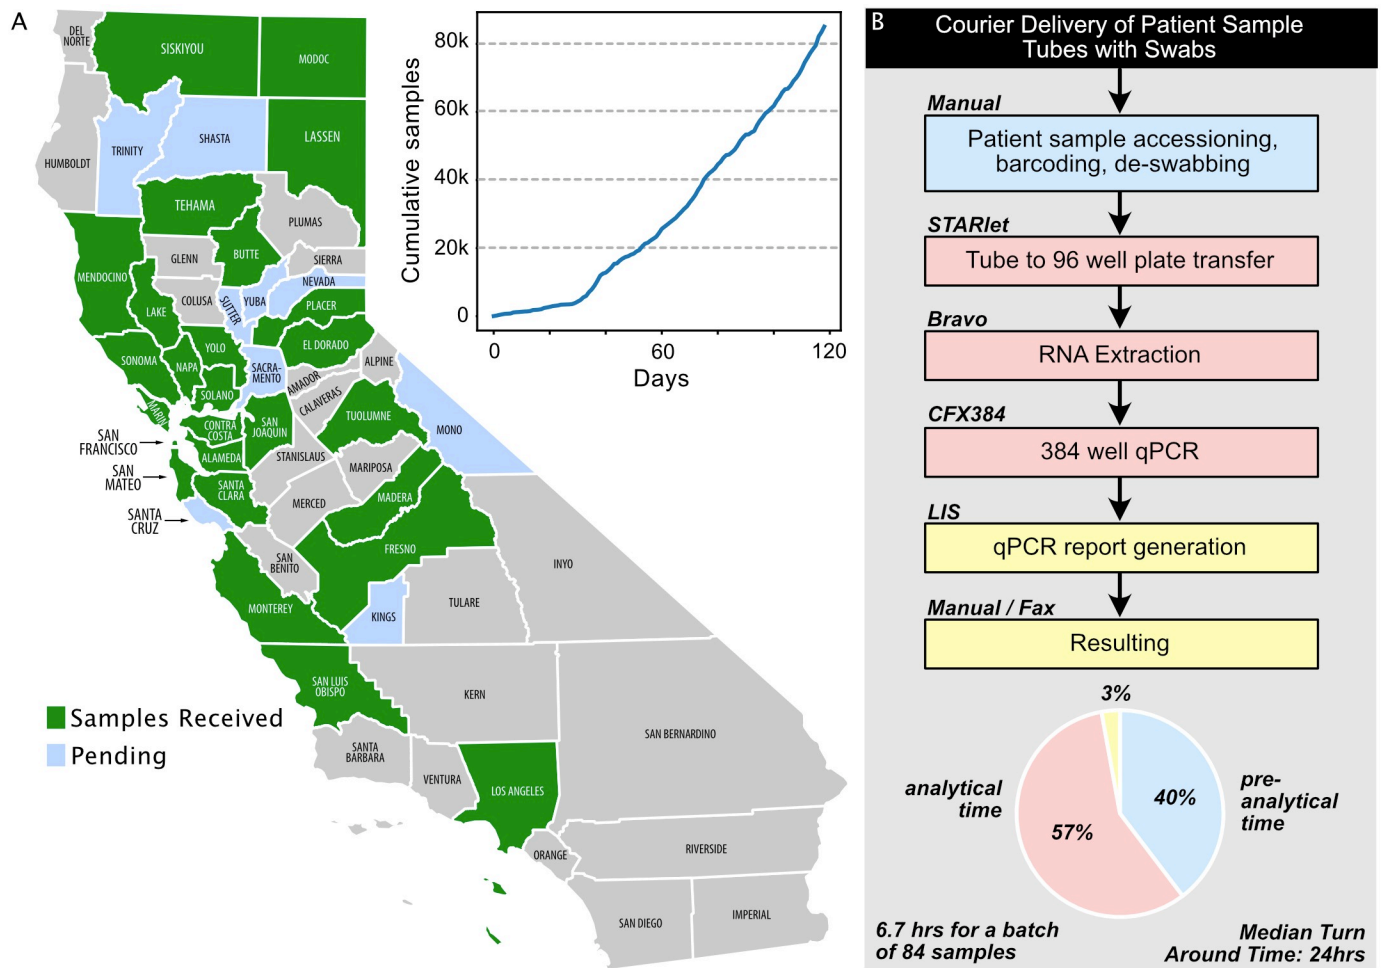 A
DEL
NORTE
SISKIYOU
MODOC
HUMBOLDT
TRINITY
SHASTA
LASSEN
TEHAMA
PLUMAS
MENDOCINO
GLENN
BUTTE
SIERRA
COLUSA
LAKE
SUTTER
YUBA
NEVADA
PLACER
SONOMA
NAPA
YOLO
SACRA-
MENTO
EL DORADO
ALPINE
AMADOR
SOLANO
CALAVERAS
MARIN
CONTRA
COSTA
SAN
JOAQUIN
TUOLUMNE
MONO
SAN
FRANCISCO
ALAMEDA
STANISLAUS
MARIPOSA
SAN
MATEO
SANTA
CLARA
MERCED
MADERA
SANTA
CRUZ
SAN
BENITO
FRESNO
INYO
MONTEREY
KINGS
TULARE
SAN LUIS
OBISPO
KERN
SAN BERNARDINO
SANTA
BARBARA
VENTURA
LOS ANGELES
ORANGE
RIVERSIDE
SAN DIEGO
IMPERIAL
Samples Received
Pending
Cumulative samples
80k
60k
40k
20k
0
0
60
120
Days
B
Courier Delivery of Patient Sample
Tubes with Swabs
Manual
Patient sample accessioning,
barcoding, de-swabbing
STARlet
Tube to 96 well plate transfer
Bravo
RNA Extraction
CFX384
384 well qPCR
LIS
qPCR report generation
Manual / Fax
Resulting
3%
analytical
time
57%
40%
pre-
analytical
time
6.7 hrs for a batch
of 84 samples
Median Turn
Around Time: 24hrs